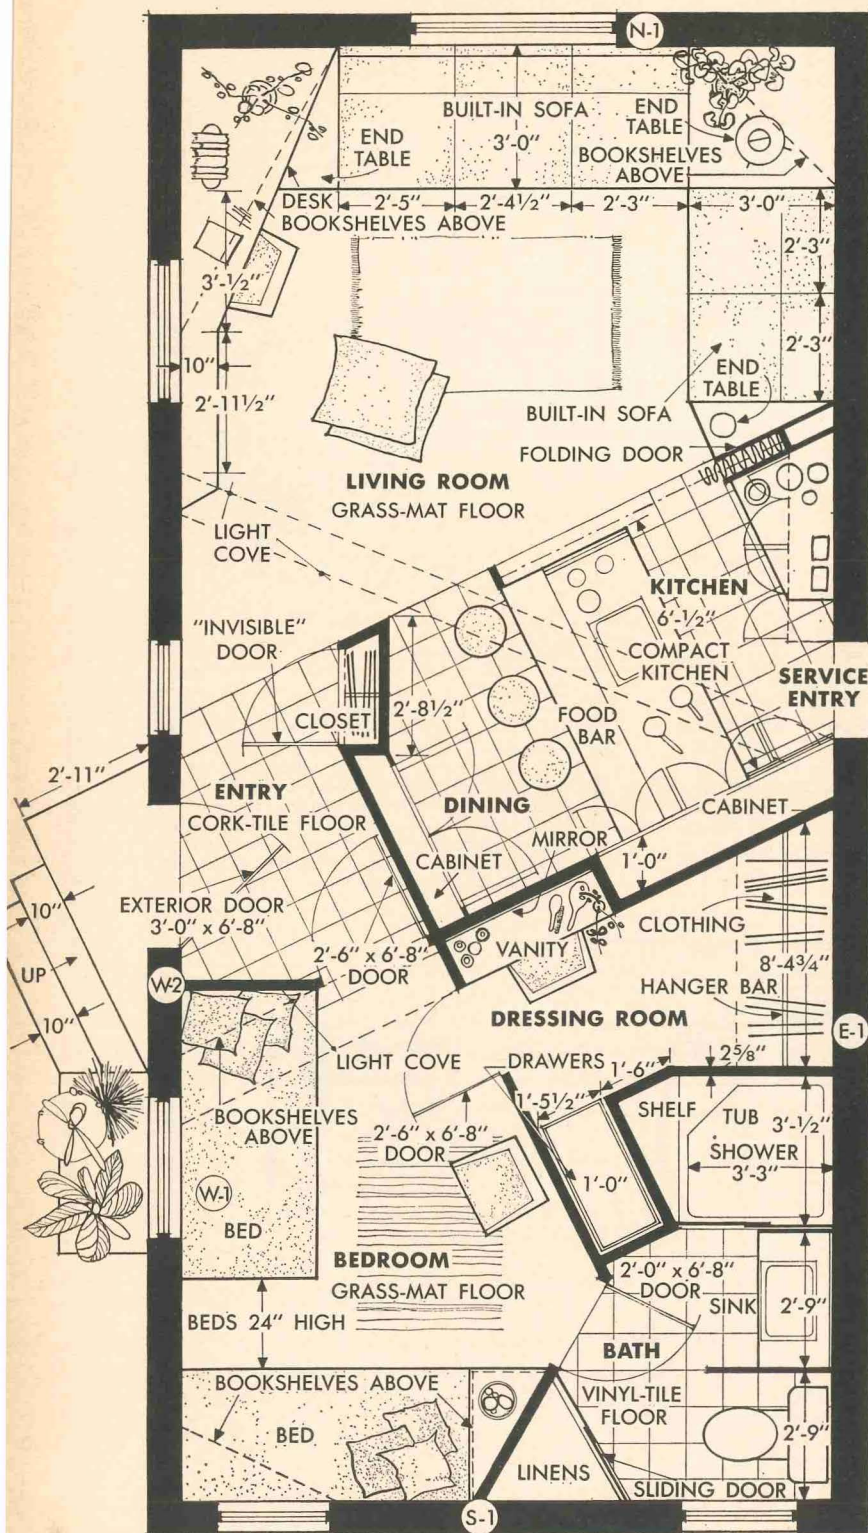 N-1
BUILT-IN SOFA
3'-0"
END
TABLE
END
TABLE
BOOKSHELVES
ABOVE
DESK
BOOKSHELVES ABOVE
2'-5"
2'-4½"
2'-3"
3'-0"
2'-3"
3'-½"
2'-3"
10"
2'-11½"
END
TABLE
BUILT-IN SOFA
FOLDING DOOR
LIVING ROOM
GRASS-MAT FLOOR
LIGHT
COVE
"INVISIBLE"
DOOR
KITCHEN
6'-½"
COMPACT
KITCHEN
SERVICE
ENTRY
CLOSET
2'-8½"
FOOD
BAR
2'-11"
ENTRY
CORK-TILE FLOOR
DINING
CABINET
MIRROR
CABINET
1'-0"
EXTERIOR DOOR
3'-0" x 6'-8"
10"
UP
10"
2'-6" x 6'-8"
DOOR
VANITY
CLOTHING
8'-4¾"
HANGER BAR
W-2
DRESSING ROOM
E-1
LIGHT COVE
DRAWERS
1'-6"
2⅝"
1'-5½"
SHELF
TUB
SHOWER
3'-½"
3'-3"
BOOKSHELVES
ABOVE
2'-6" x 6'-8"
DOOR
1'-0"
W-1
BED
BEDROOM
GRASS-MAT FLOOR
2'-0" x 6'-8"
DOOR
SINK
2'-9"
BEDS 24" HIGH
BATH
VINYL-TILE
FLOOR
BOOKSHELVES ABOVE
BED
2'-9"
LINENS
SLIDING DOOR
S-1